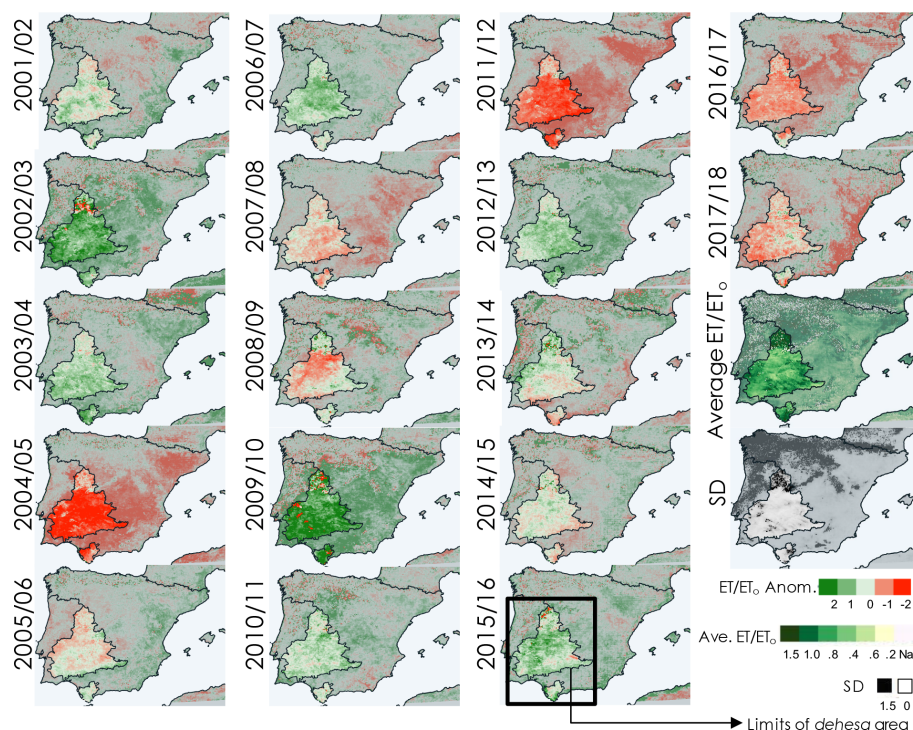 2001/02
2002/03
2003/04
2004/05
2005/06
2006/07
2007/08
2008/09
2009/10
2010/11
2011/12
2012/13
2013/14
2014/15
2015/16
2016/17
2017/18
Average ET/ETₒ
SD
ET/ETₒ Anom.
2 1 0 -1 -2
Ave. ET/ETₒ
1.5 1.0 .8 .4 .6 .2 Na
SD
1.5 0
Limits of dehesa area